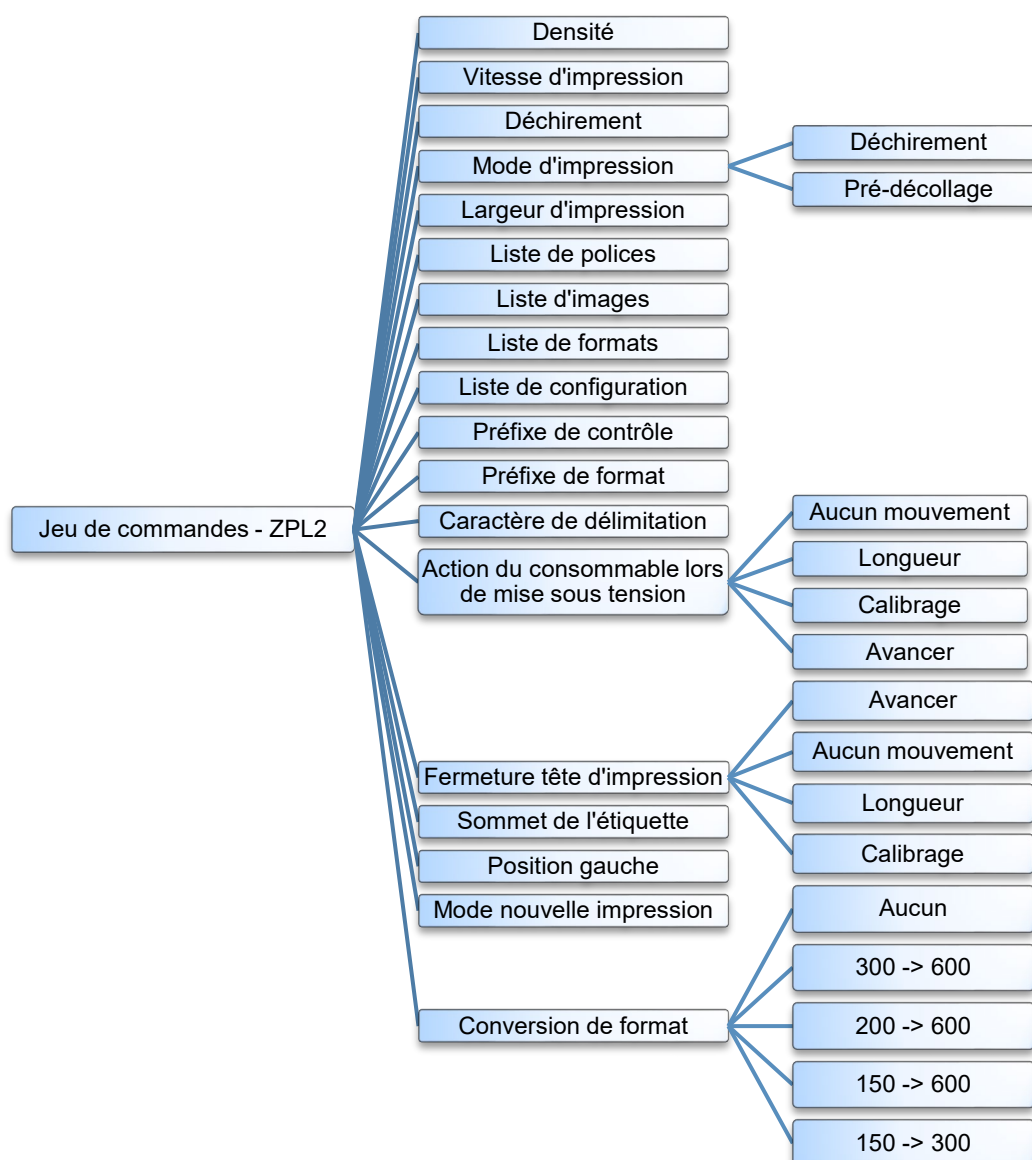 Densité
Vitesse d'impression
Déchirement
Mode d'impression
Déchirement
Pré-décollage
Largeur d'impression
Liste de polices
Liste d'images
Liste de formats
Liste de configuration
Préfixe de contrôle
Préfixe de format
Jeu de commandes - ZPL2
Caractère de délimitation
Action du consommable lors
de mise sous tension
Aucun mouvement
Longueur
Calibrage
Avancer
Fermeture tête d'impression
Avancer
Aucun mouvement
Longueur
Calibrage
Sommet de l'étiquette
Position gauche
Mode nouvelle impression
Conversion de format
Aucun
300 -> 600
200 -> 600
150 -> 600
150 -> 300